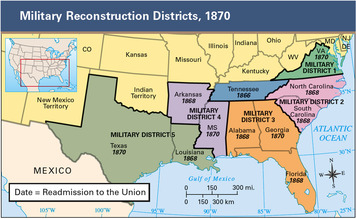 Military Reconstruction Districts, 1870
CO
Kansas
Missouri
Illinois
Indiana
Ohio
WV
MD
NJ
DE
VA
1870
MILITARY
DISTRICT 1
Kentucky
New Mexico
Territory
Indian
Territory
Arkansas
1868
MILITARY
DISTRICT 4
MS
1870
Tennessee
1866
North Carolina
1868
MILITARY
DISTRICT 2
South
Carolina
1868
MILITARY
DISTRICT 3
Alabama
1868
Georgia
1870
MILITARY DISTRICT 5
Texas
1870
Louisiana
1868
Florida
1868
ATLANTIC
OCEAN
MEXICO
Gulf of Mexico
0 150 300 mi.
0 150 300 km
N
W
E
S
Date = Readmission to the Union
105°W
100°W
95°W
90°W
85°W